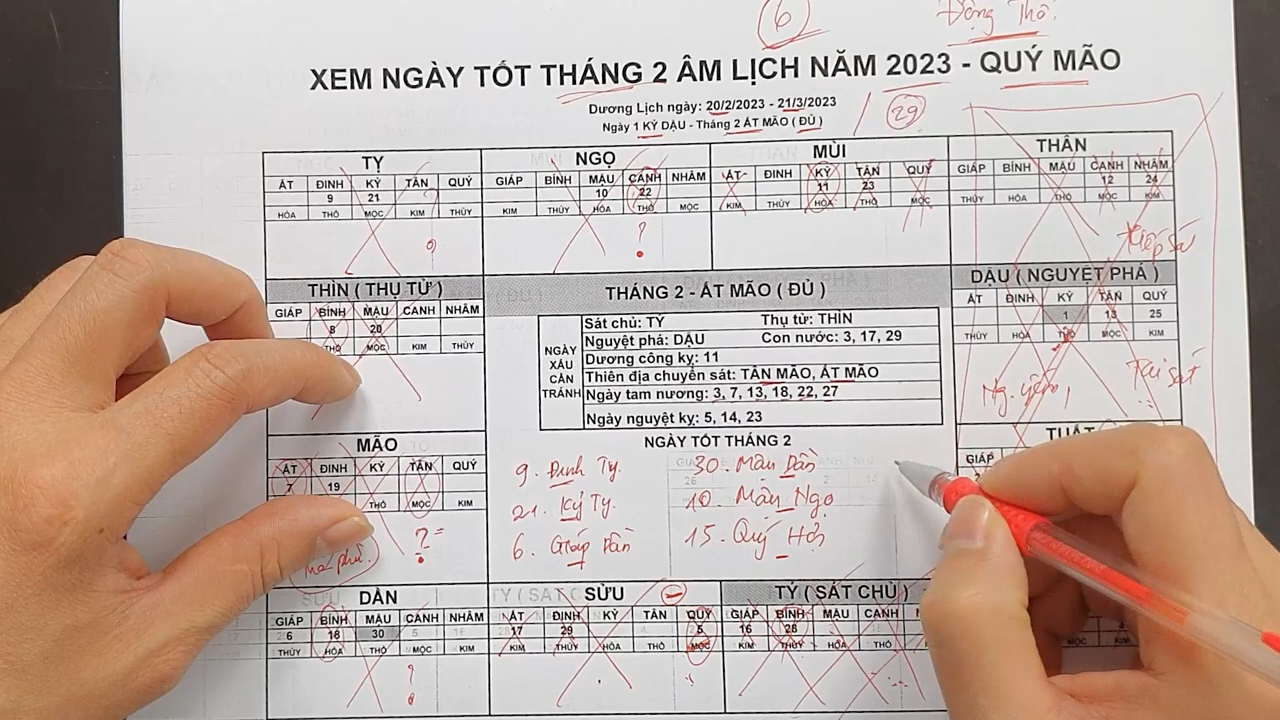 6
Động Thổ
XEM NGÀY TỐT THÁNG 2 ÂM LỊCH NĂM 2023 - QUÝ MÃO
Dương Lịch ngày: 20/2/2023 - 21/3/2023
29
Ngày 1 KỶ DẬU - Tháng 2 ẤT MÃO ( ĐỦ )
TỴ
ẤT ĐINH KỶ TÂN QUÝ
9 21
HỎA THỔ MỘC KIM THỦY
?
NGỌ
GIÁP BÍNH MẬU CANH NHÂM
10 22
KIM THỦY HỎA THỔ MỘC
?
MÙI
ẤT ĐINH KỶ TÂN QUÝ
11 23
KIM THỦY HỎA THỔ MỘC
THÂN
GIÁP BÍNH MẬU CANH NHÂM
12 24
THỦY HỎA THỔ MỘC KIM
Kiếp sát
THÌN ( THỤ TỬ )
GIÁP BÍNH MẬU CANH NHÂM
8 20
THỔ MỘC KIM THỦY
THÁNG 2 - ẤT MÃO ( ĐỦ )
NGÀY XẤU CẦN TRÁNH
Sát chủ: TÝ Thụ tử: THÌN
Nguyệt phá: DẬU Con nước: 3, 17, 29
Dương công kỵ: 11
Thiên địa chuyển sát: TÂN MÃO, ẤT MÃO
Ngày tam nương: 3, 7, 13, 18, 22, 27
Ngày nguyệt kỵ: 5, 14, 23
DẬU ( NGUYỆT PHÁ )
ẤT ĐINH KỶ TÂN QUÝ
1 13 25
THỦY HỎA THỔ MỘC KIM
Tai sát
MÃO
ẤT ĐINH KỶ TÂN QUÝ
7 19
MỘC KIM
?
NGÀY TỐT THÁNG 2
9. Đinh Tỵ.
21. Kỷ Tỵ.
6. Giáp Dần
30. Mậu Dần
10. Mậu Ngọ
15. Quý Hợi
TUẤT
GIÁP
DẦN
GIÁP BÍNH MẬU CANH NHÂM
6 18 30
THỦY HỎA THỔ MỘC KIM
?
SỬU
ẤT ĐINH KỶ TÂN QUÝ
17 29 5
KIM THỦY HỎA THỔ MỘC
TÝ ( SÁT CHỦ )
GIÁP BÍNH MẬU CANH
16 28
KIM THỦY HỎA THỔ